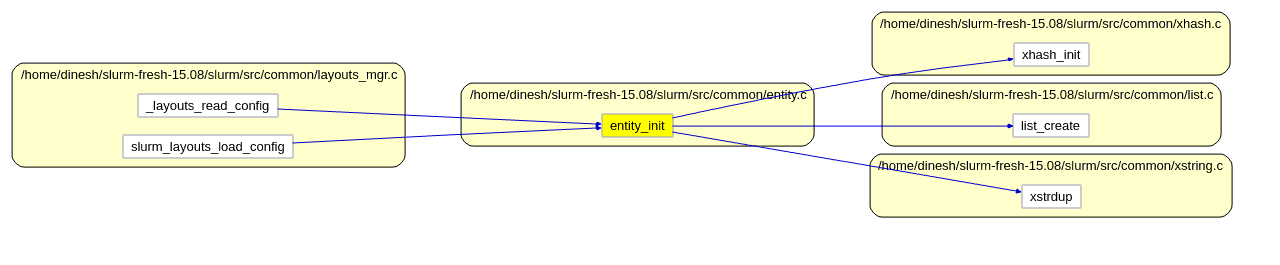 /home/dinesh/slurm-fresh-15.08/slurm/src/common/layouts_mgr.c
_layouts_read_config
slurm_layouts_load_config
/home/dinesh/slurm-fresh-15.08/slurm/src/common/entity.c
entity_init
/home/dinesh/slurm-fresh-15.08/slurm/src/common/xhash.c
xhash_init
/home/dinesh/slurm-fresh-15.08/slurm/src/common/list.c
list_create
/home/dinesh/slurm-fresh-15.08/slurm/src/common/xstring.c
xstrdup